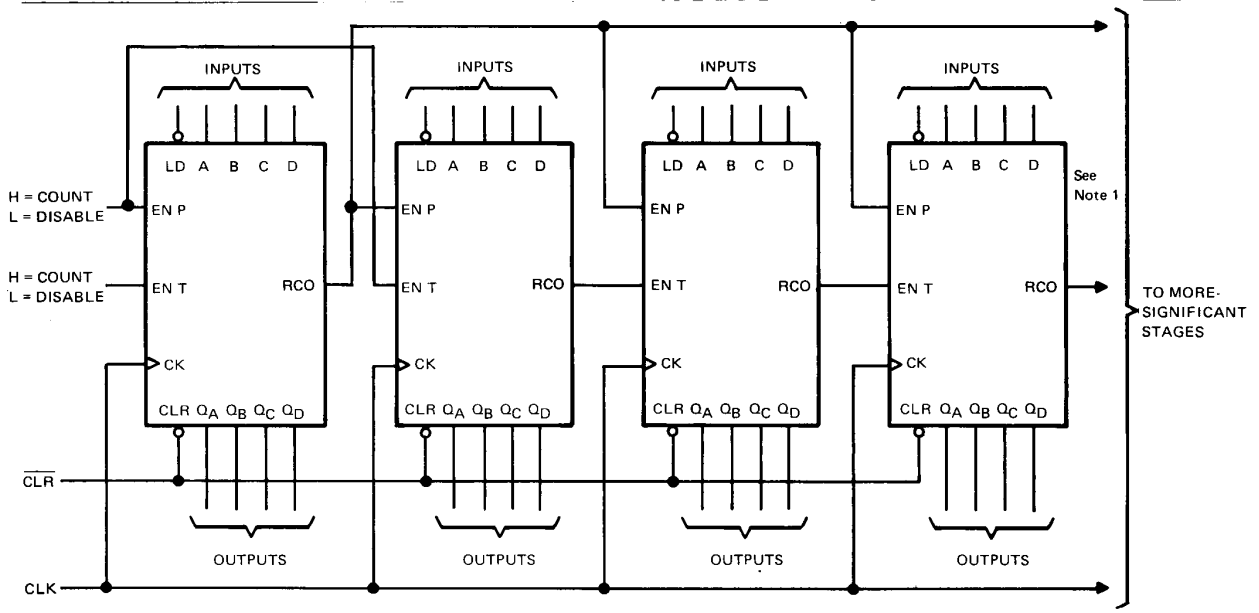 INPUTS INPUTS INPUTS INPUTS
LD A B C D LD A B C D LD A B C D LD A B C D
See
Note 1
H = COUNT
L = DISABLE
EN P EN P EN P EN P
H = COUNT
L = DISABLE
EN T RCO EN T RCO EN T RCO EN T RCO
TO MORE-
SIGNIFICANT
STAGES
CK CK CK CK
CLR QA QB QC QD CLR QA QB QC QD CLR QA QB QC QD CLR QA QB QC QD
CLR
OUTPUTS OUTPUTS OUTPUTS OUTPUTS
CLK